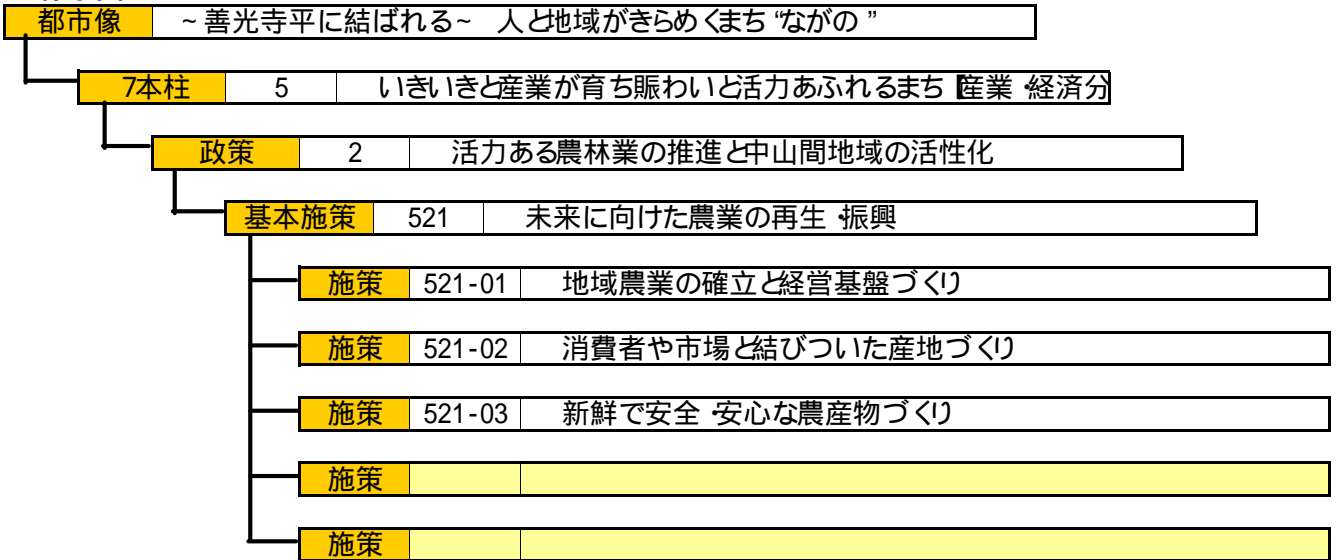 都市像 ~善光寺平に結ばれる~ 人と地域がきらめくまち“ながの”
7本柱 5 いきいきと産業が育ち賑わいと活力あふれるまち【産業・経済分
政策 2 活力ある農林業の推進と中山間地域の活性化
基本施策 521 未来に向けた農業の再生・振興
施策 521-01 地域農業の確立と経営基盤づくり
施策 521-02 消費者や市場と結びついた産地づくり
施策 521-03 新鮮で安全・安心な農産物づくり
施策
施策